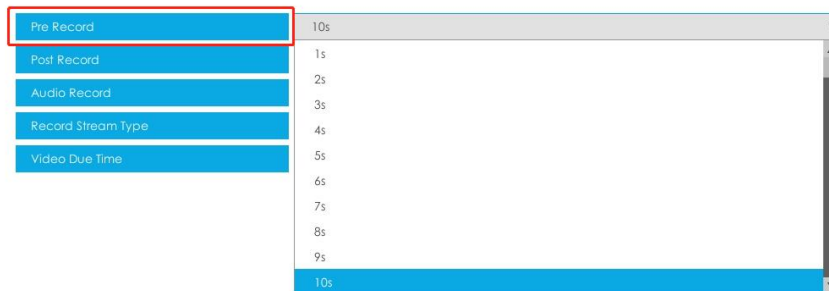 Pre Record
10s
Post Record
Audio Record
Record Stream Type
Video Due Time
1s
2s
3s
4s
5s
6s
7s
8s
9s
10s